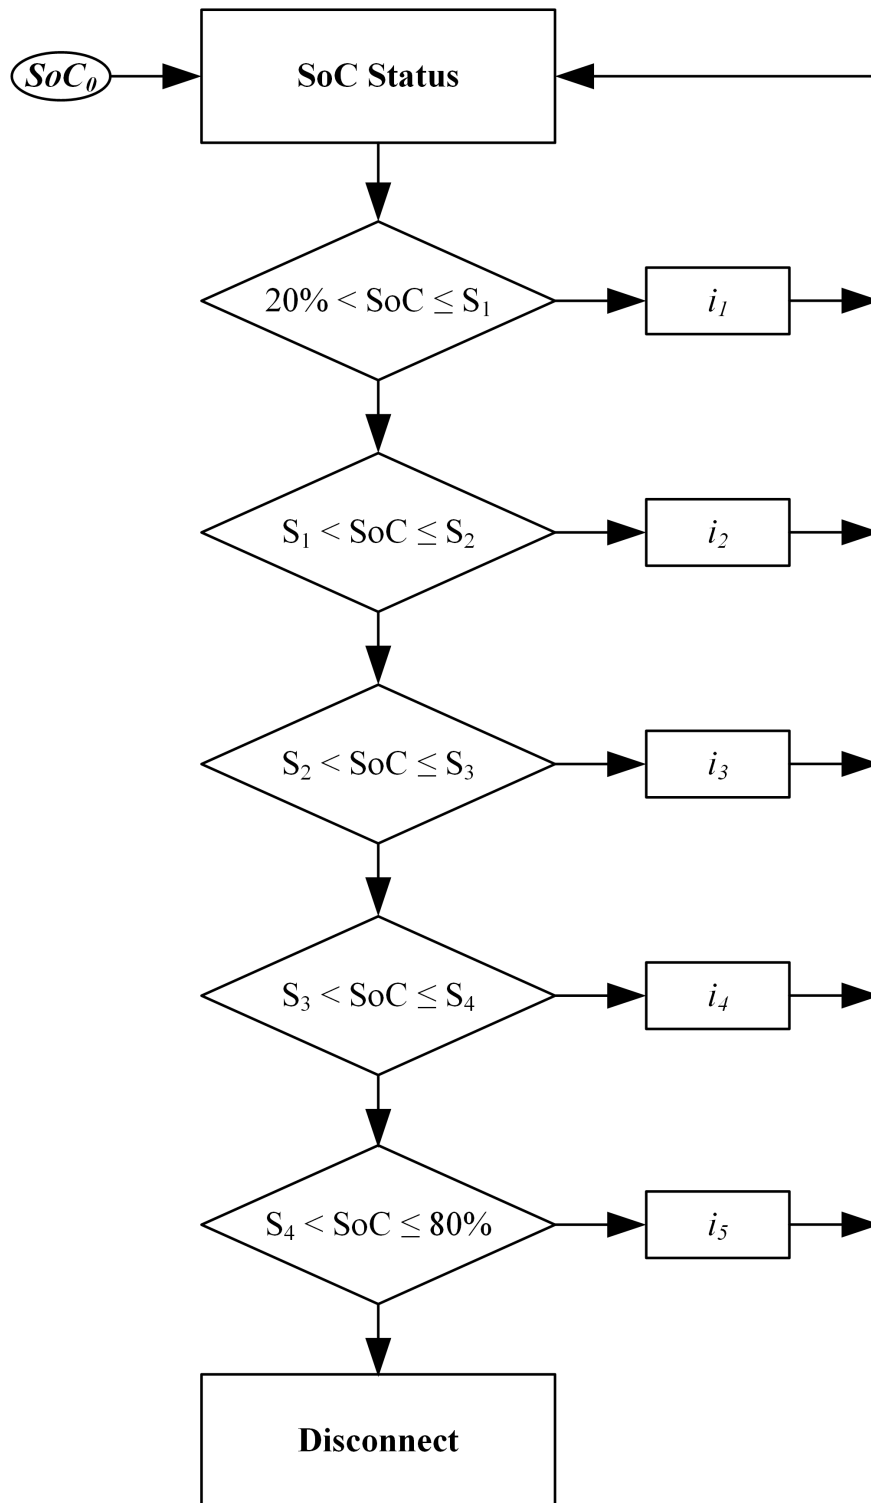 SoC₀
SoC Status
20% < SoC ≤ S₁
i₁
S₁ < SoC ≤ S₂
i₂
S₂ < SoC ≤ S₃
i₃
S₃ < SoC ≤ S₄
i₄
S₄ < SoC ≤ 80%
i₅
Disconnect